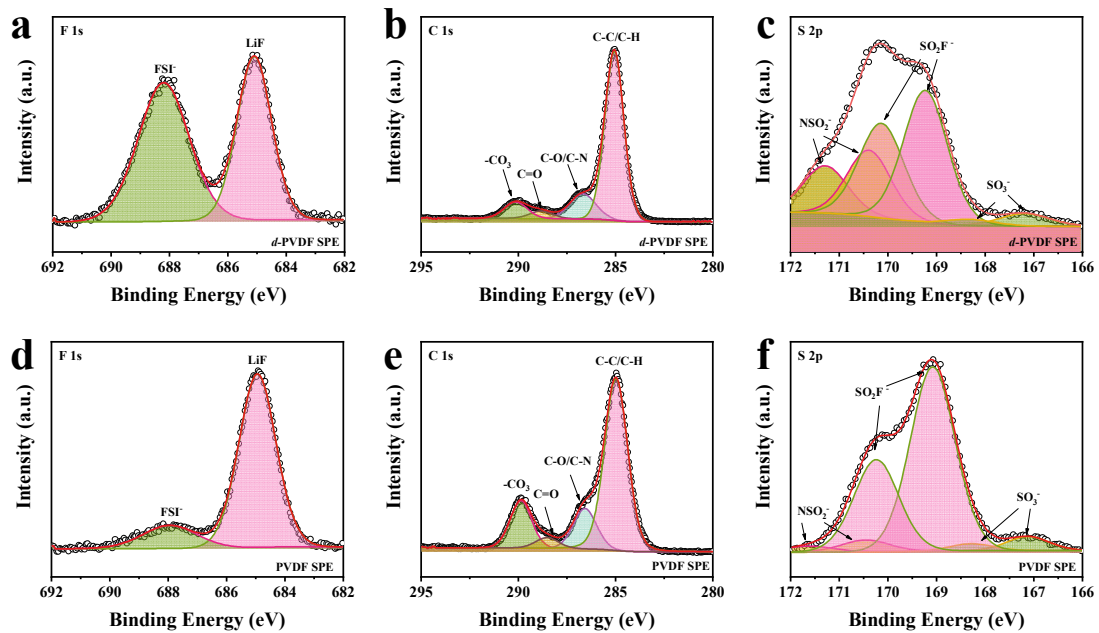 a
F 1s
LiF
FSI⁻
Intensity (a.u.)
692 690 688 686 684 682
Binding Energy (eV)
d-PVDF SPE
b
C 1s
C-C/C-H
-CO₃
C=O
C-O/C-N
Intensity (a.u.)
295 290 285 280
Binding Energy (eV)
d-PVDF SPE
c
S 2p
SO₂F⁻
NSO₂⁻
SO₃⁻
Intensity (a.u.)
172 171 170 169 168 167 166
Binding Energy (eV)
d-PVDF SPE
d
F 1s
LiF
FSI⁻
Intensity (a.u.)
692 690 688 686 684 682
Binding Energy (eV)
PVDF SPE
e
C 1s
C-C/C-H
-CO₃
C=O
C-O/C-N
Intensity (a.u.)
295 290 285 280
Binding Energy (eV)
PVDF SPE
f
S 2p
SO₂F⁻
NSO₂⁻
SO₃⁻
Intensity (a.u.)
172 171 170 169 168 167 166
Binding Energy (eV)
PVDF SPE